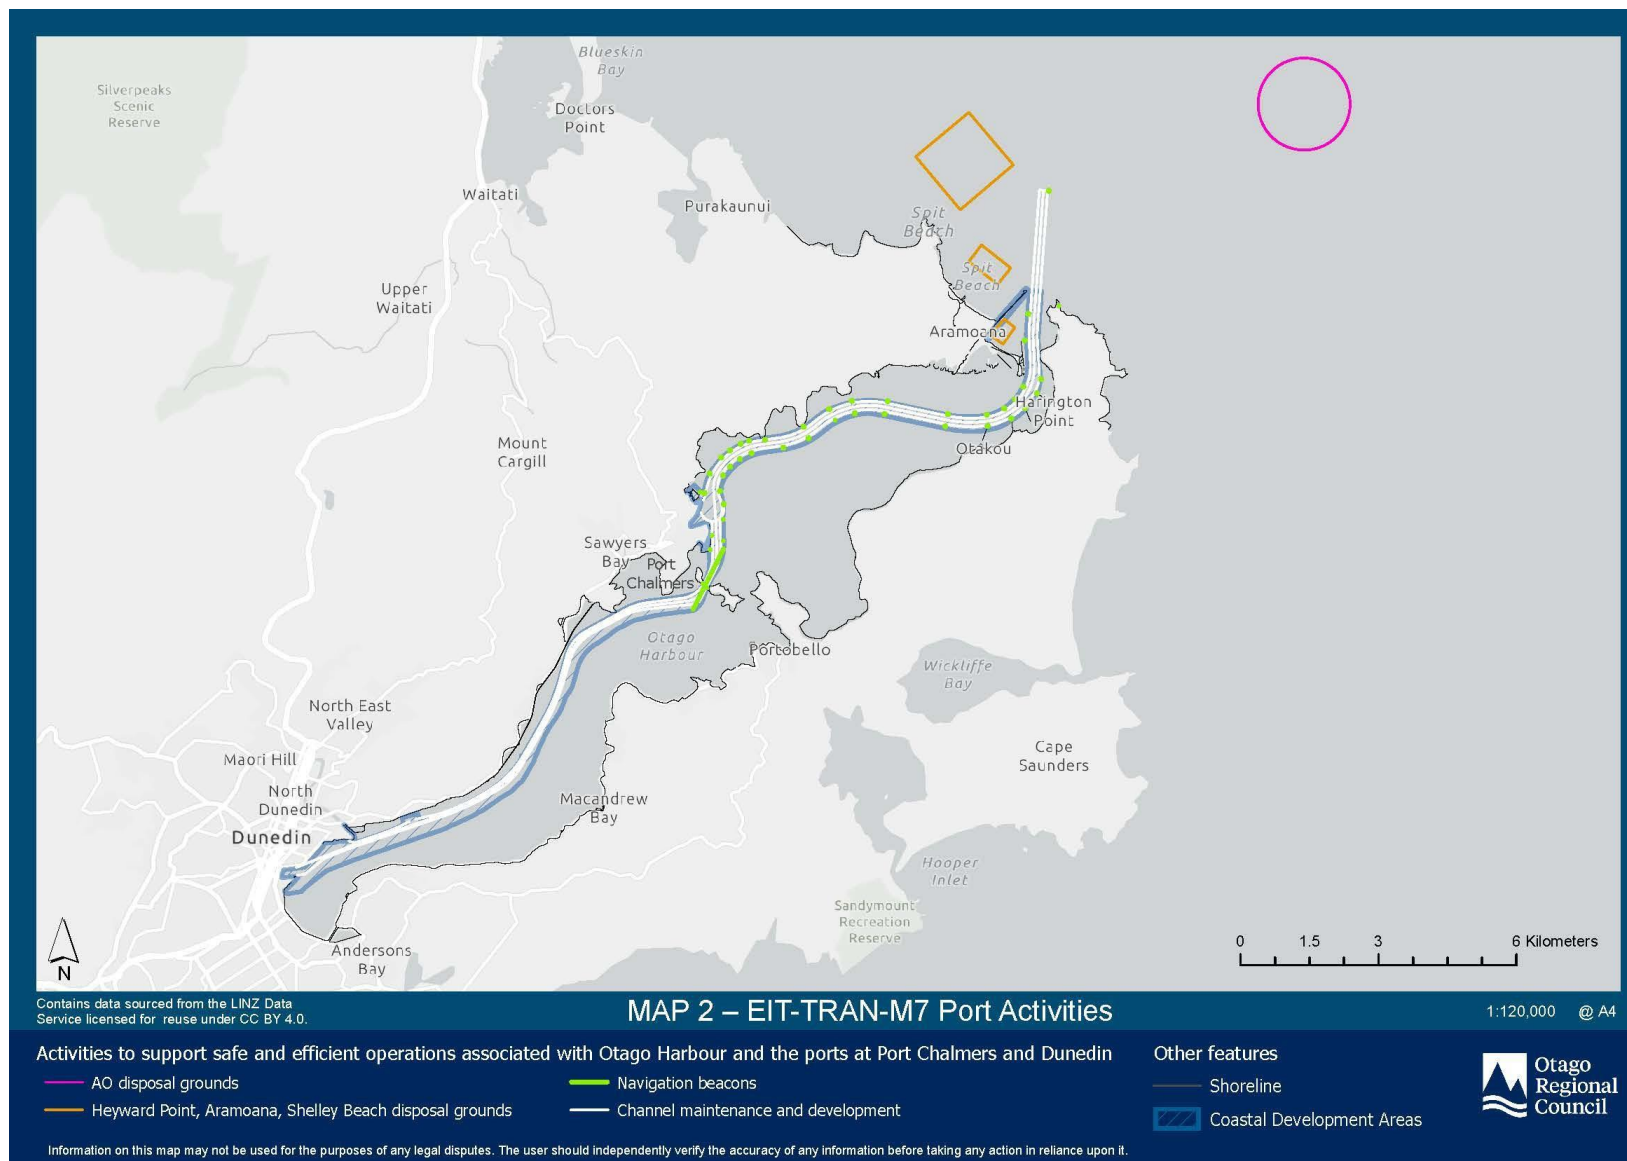 Blueskin
Bay
Silverpeaks
Scenic
Reserve
Doctors
Point
Waitati
Purakaunui
Spit
Beach
Spit
Beach
Upper
Waitati
Aramoana
Harington
Point
Otakou
Mount
Cargill
Sawyers
Bay
Port
Chalmers
Otago
Harbour
Portobello
Wickliffe
Bay
North East
Valley
Maori Hill
Cape
Saunders
North
Dunedin
Macandrew
Bay
Dunedin
Hooper
Inlet
Sandymount
Recreation
Reserve
Andersons
Bay
N
0 1.5 3 6 Kilometers
Contains data sourced from the LINZ Data
Service licensed for reuse under CC BY 4.0.
MAP 2 – EIT-TRAN-M7 Port Activities
1:120,000 @ A4
Activities to support safe and efficient operations associated with Otago Harbour and the ports at Port Chalmers and Dunedin
AO disposal grounds
Heyward Point, Aramoana, Shelley Beach disposal grounds
Navigation beacons
Channel maintenance and development
Other features
Shoreline
Coastal Development Areas
Otago
Regional
Council
Information on this map may not be used for the purposes of any legal disputes. The user should independently verify the accuracy of any information before taking any action in reliance upon it.